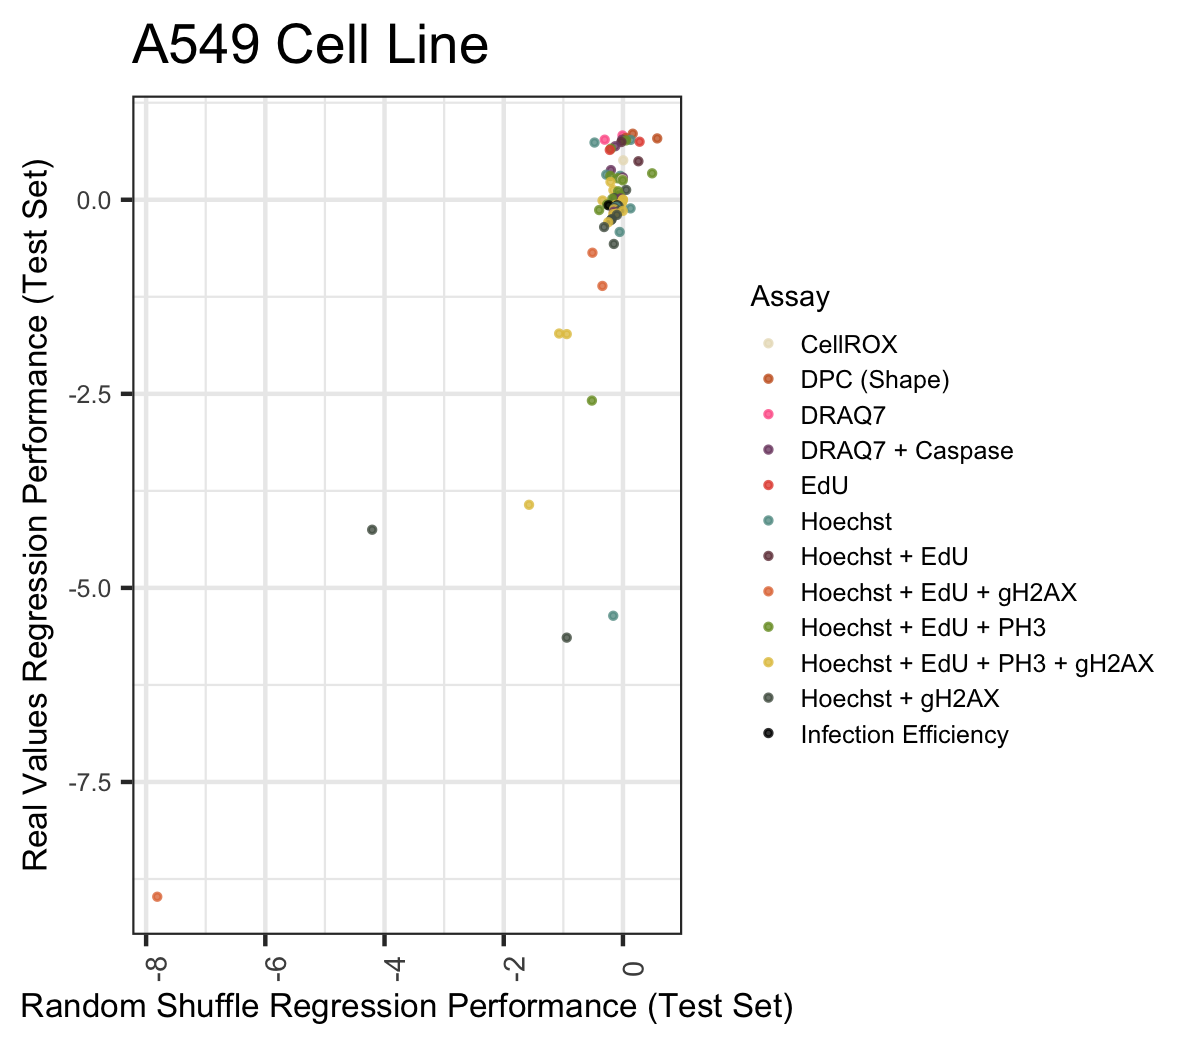 A549 Cell Line
Real Values Regression Performance (Test Set)
0.0
-2.5
-5.0
-7.5
-8
-6
-4
-2
0
Random Shuffle Regression Performance (Test Set)
Assay
CellROX
DPC (Shape)
DRAQ7
DRAQ7 + Caspase
EdU
Hoechst
Hoechst + EdU
Hoechst + EdU + gH2AX
Hoechst + EdU + PH3
Hoechst + EdU + PH3 + gH2AX
Hoechst + gH2AX
Infection Efficiency